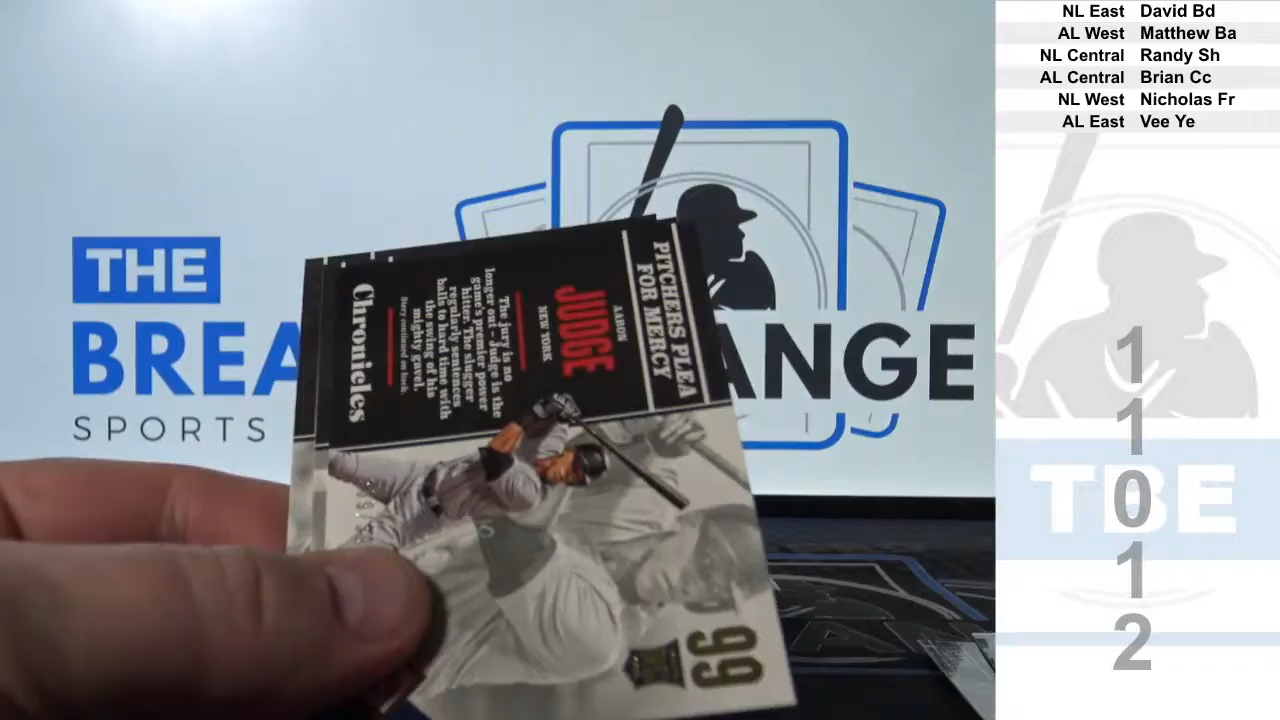 NL East David Bd
AL West Matthew Ba
NL Central Randy Sh
AL Central Brian Cc
NL West Nicholas Fr
AL East Vee Ye
THE
ANGE
SPORTS
PITCHERS PLEA
FOR MERCY
AARON
JUDGE
NEW YORK
The jury is no
longer out – Judge is the
game's premier power
hitter. The slugger
regularly sentences
balls to hard time with
the swing of his
mighty gavel.
Story continued on back.
Chronicles
99
TBE
1
1
0
1
2